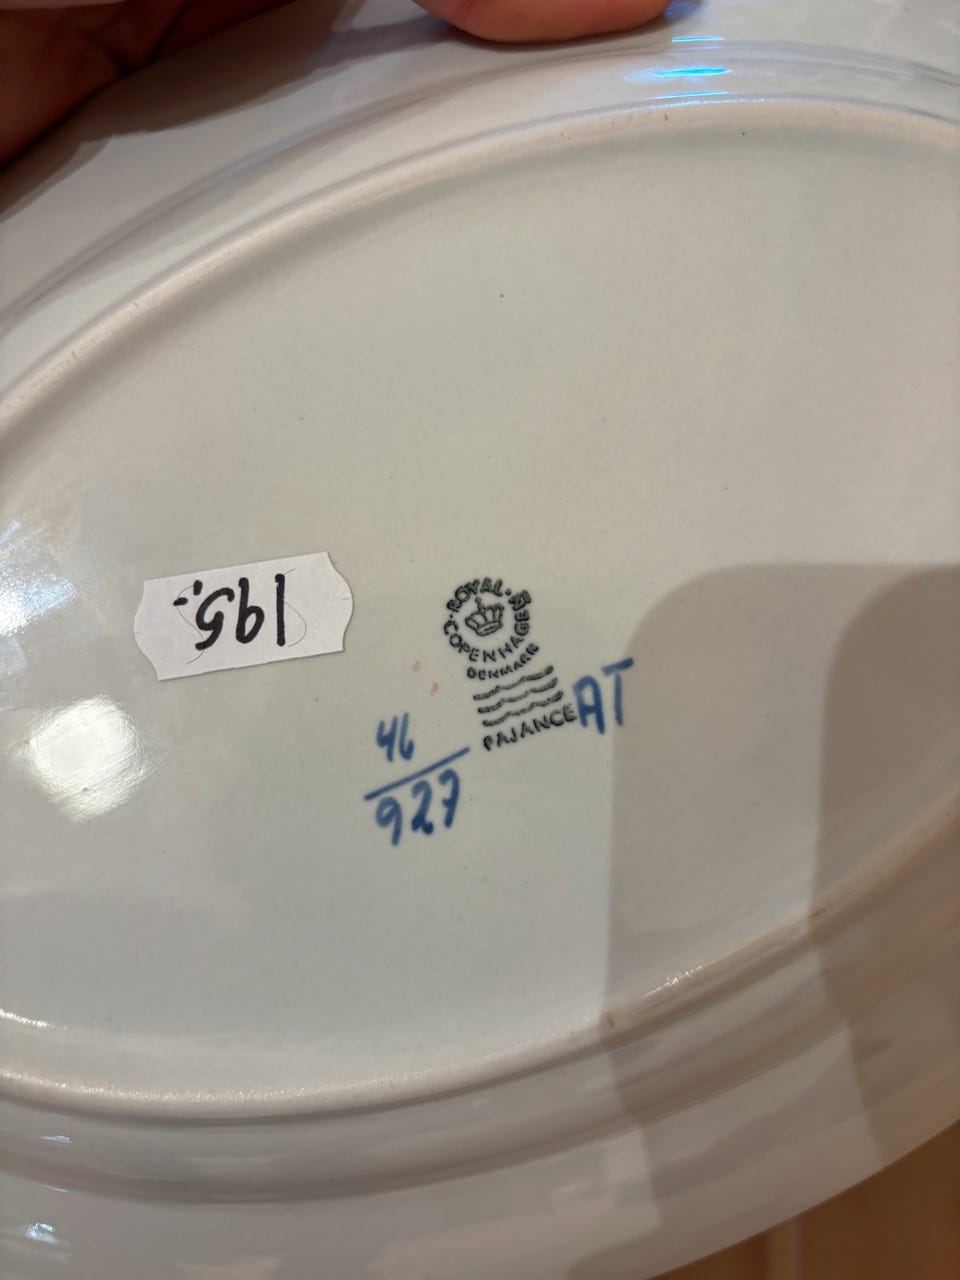 195.-
ROYAL · COPENHAGEN ·
DENMARK
FAJANCE
AT
46
927